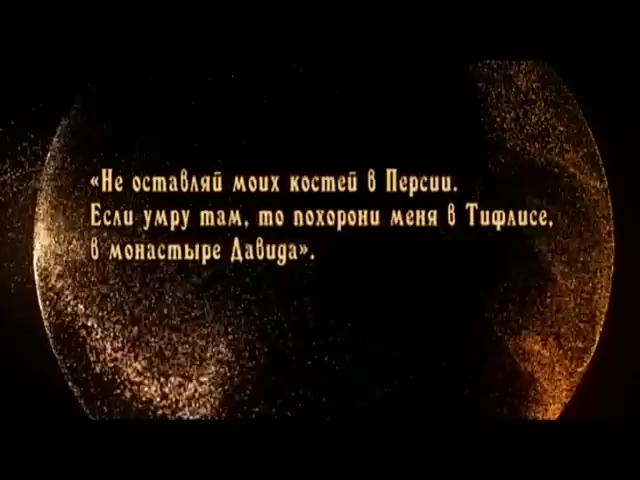 «Не оставляй моих костей в Персии.
Если умру там, то похорони меня в Тифлисе,
в монастыре Давида».